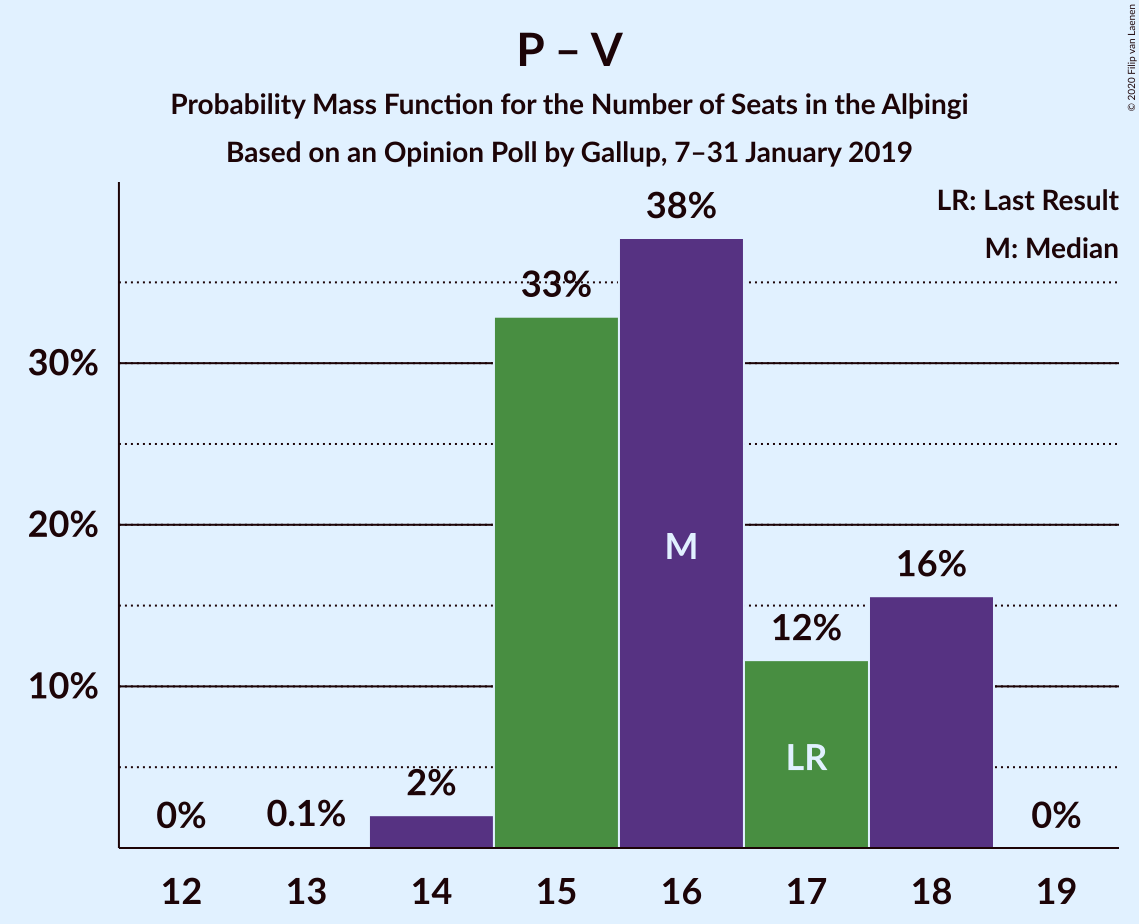 P – V
Probability Mass Function for the Number of Seats in the Alþingi
Based on an Opinion Poll by Gallup, 7–31 January 2019
© 2020 Filip van Laenen
LR: Last Result
M: Median
38%
33%
30%
20%
10%
M
16%
12%
LR
2%
0%
0.1%
0%
12
13
14
15
16
17
18
19